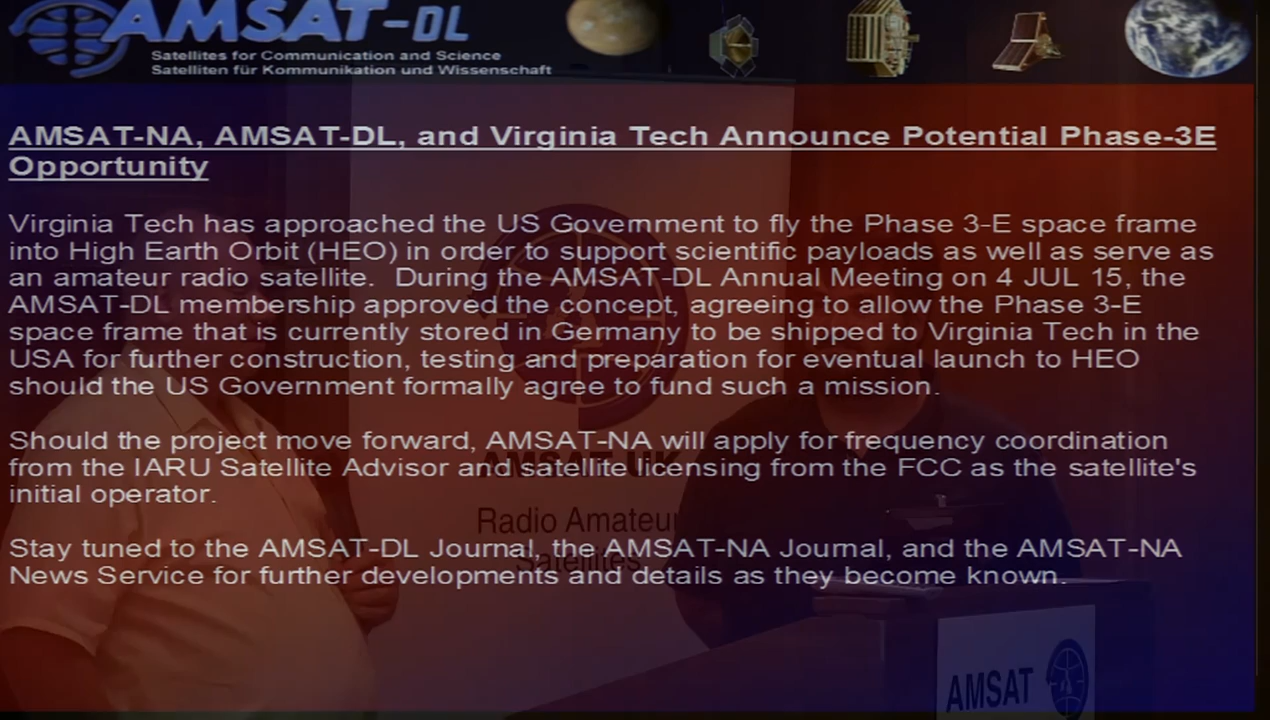 AMSAT-DL
Satellites for Communication and Science
Satelliten für Kommunikation und Wissenschaft
AMSAT-NA, AMSAT-DL, and Virginia Tech Announce Potential Phase-3E
Opportunity
Virginia Tech has approached the US Government to fly the Phase 3-E space frame
into High Earth Orbit (HEO) in order to support scientific payloads as well as serve as
an amateur radio satellite. During the AMSAT-DL Annual Meeting on 4 JUL 15, the
AMSAT-DL membership approved the concept, agreeing to allow the Phase 3-E
space frame that is currently stored in Germany to be shipped to Virginia Tech in the
USA for further construction, testing and preparation for eventual launch to HEO
should the US Government formally agree to fund such a mission.
Should the project move forward, AMSAT-NA will apply for frequency coordination
from the IARU Satellite Advisor and satellite licensing from the FCC as the satellite's
initial operator.
Stay tuned to the AMSAT-DL Journal, the AMSAT-NA Journal, and the AMSAT-NA
News Service for further developments and details as they become known.
AMSAT-UK
Radio Amateur
Satellites
AMSAT